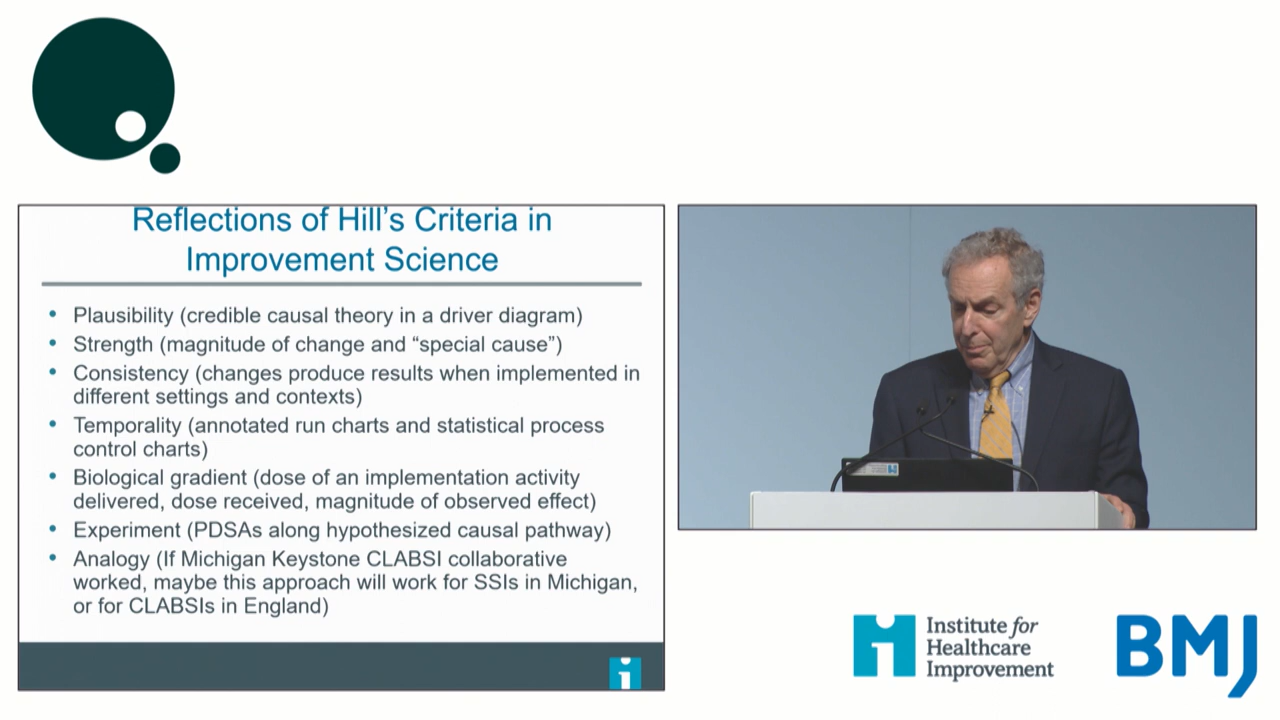 Reflections of Hill's Criteria in
Improvement Science
• Plausibility (credible causal theory in a driver diagram)
• Strength (magnitude of change and “special cause”)
• Consistency (changes produce results when implemented in
different settings and contexts)
• Temporality (annotated run charts and statistical process
control charts)
• Biological gradient (dose of an implementation activity
delivered, dose received, magnitude of observed effect)
• Experiment (PDSAs along hypothesized causal pathway)
• Analogy (If Michigan Keystone CLABSI collaborative
worked, maybe this approach will work for SSIs in Michigan,
or for CLABSIs in England)
Institute for
Healthcare
Improvement
BMJ